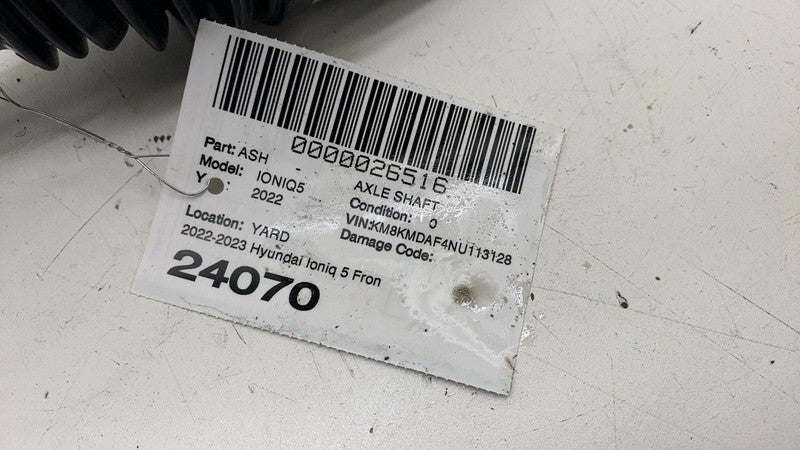 0000026516
Part: ASH AXLE SHAFT
Model: IONIQ5 Condition: 0
Y : 2022 VIN:KM8KMDAF4NU113128
Location: YARD Damage Code:
2022-2023 Hyundai Ioniq 5 Fron
24070